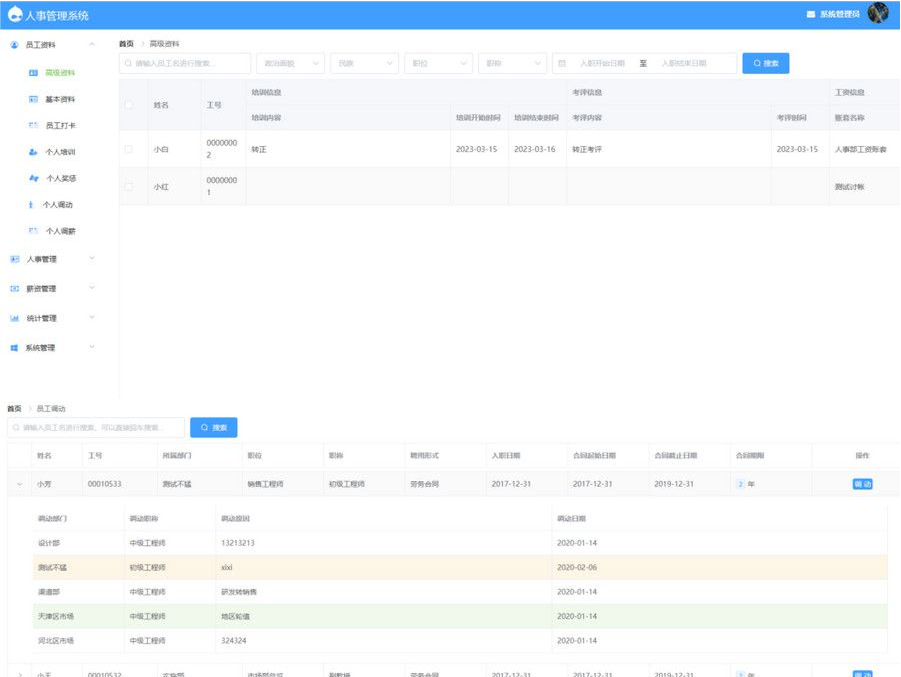 人事管理系统 系统管理员
员工资料
高级资料
基本资料
员工打卡
个人培训
个人奖惩
个人调动
个人调薪
人事管理
薪资管理
统计管理
系统管理
首页 高级资料
请输入员工名进行搜索... 政治面貌 民族 职位 职称 入职开始日期 至 入职结束日期 搜索
姓名 工号 培训信息 考评信息 工资信息
培训内容 培训开始时间 培训结束时间 考评内容 考评时间 账套名称
小白 00000002 转正 2023-03-15 2023-03-16 转正考评 2023-03-15 人事部工资账套
小红 00000001 测试过账
首页 员工调动
请输入员工名进行搜索，可以直接回车搜索... 搜索
姓名 工号 所属部门 职位 职称 聘用形式 入职日期 合同起始日期 合同截止日期 合同期限 操作
小芳 00010533 测试不猛 销售工程师 初级工程师 劳务合同 2017-12-31 2017-12-31 2019-12-31 2 年 调动
调动部门 调动职称 调动原因 调动日期
设计部 中级工程师 13213213 2020-01-14
测试不猛 初级工程师 xlxl 2020-02-06
渠道部 中级工程师 研发转销售 2020-01-14
天津区市场 中级工程师 地区轮值 2020-01-14
河北区市场 中级工程师 324324 2020-01-14
00010532 劳务合同 2017-12-31 2017-12-31 2019-12-31 2 年 调动